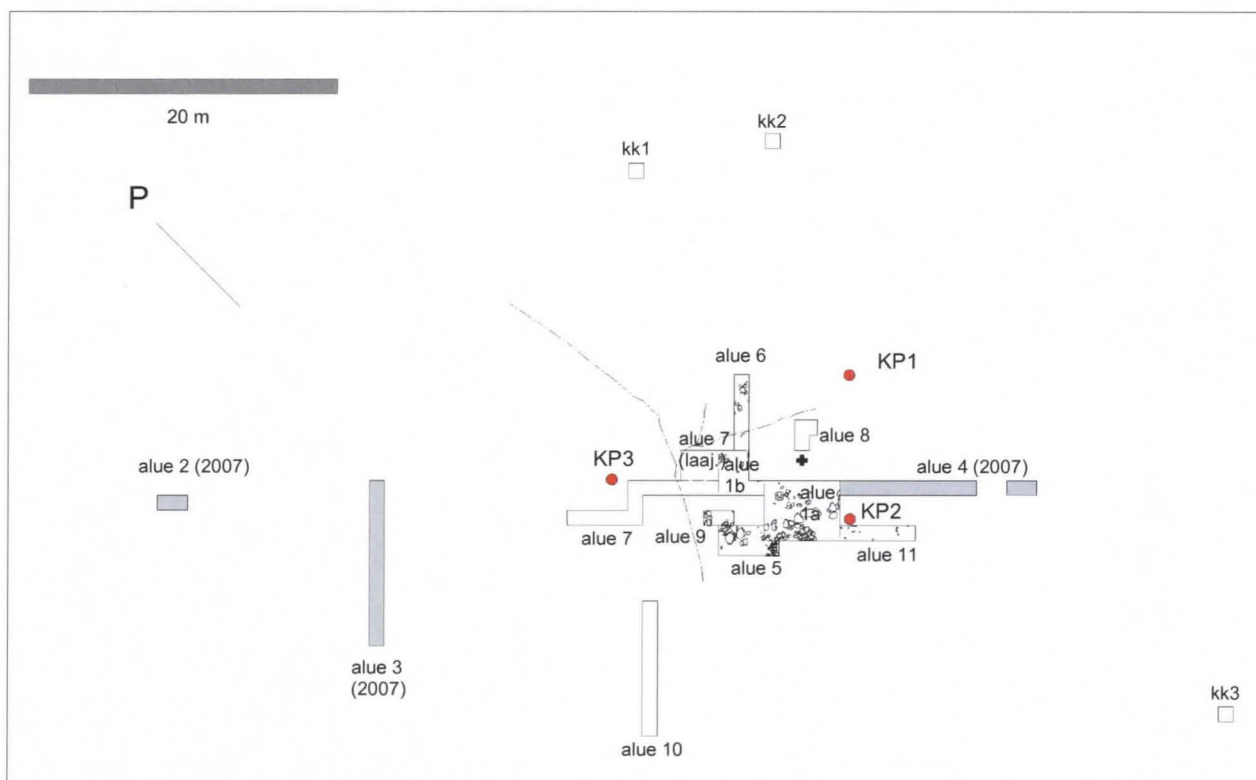 20 m
kk1
kk2
P
alue 6
KP1
alue 7
(laaj.)
alue 8
alue
1b
KP3
alue 2 (2007)
alue 4 (2007)
alue
1a
KP2
alue 7
alue 9
alue 5
alue 11
alue 3
(2007)
kk3
alue 10